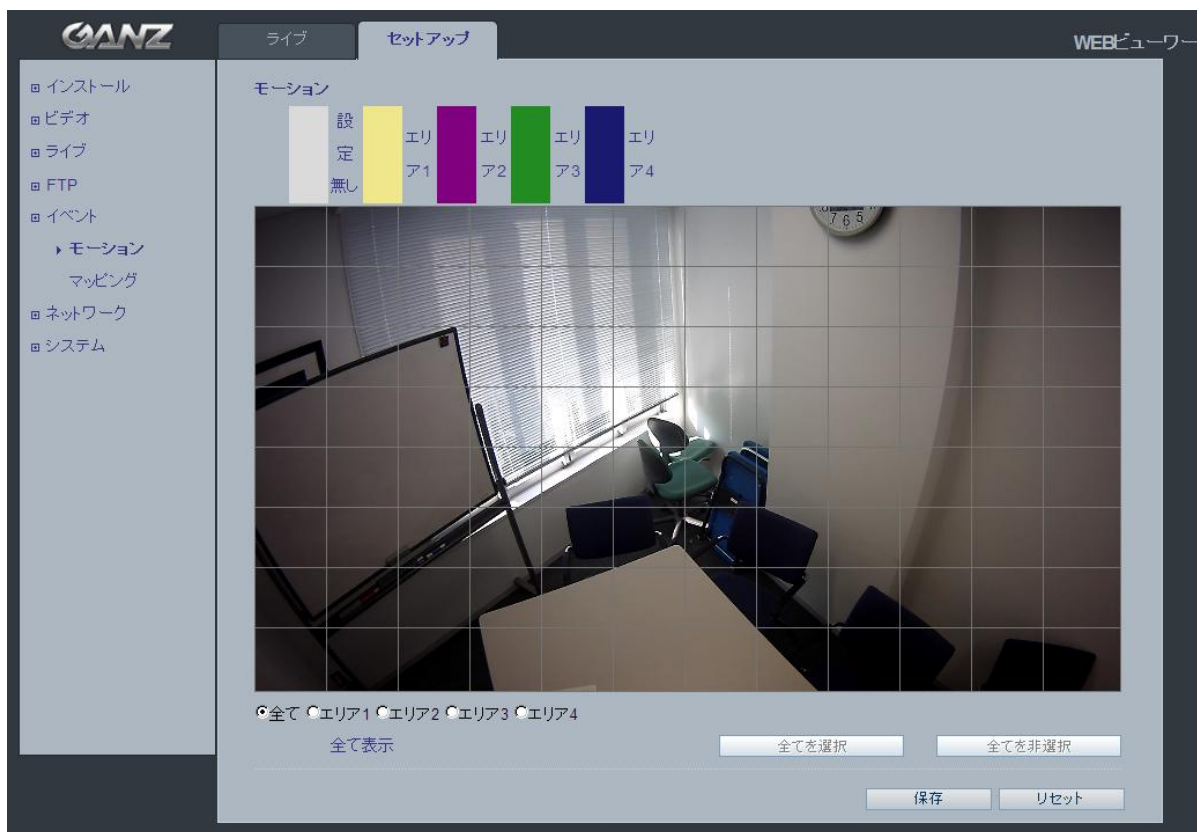 GANZ
ライブ
セットアップ
WEBビューワー
インストール
ビデオ
ライブ
FTP
イベント
モーション
マッピング
ネットワーク
システム
モーション
設定無し
エリア1
エリア2
エリア3
エリア4
7 6 5
全て エリア1 エリア2 エリア3 エリア4
全て表示
全てを選択
全てを非選択
保存
リセット